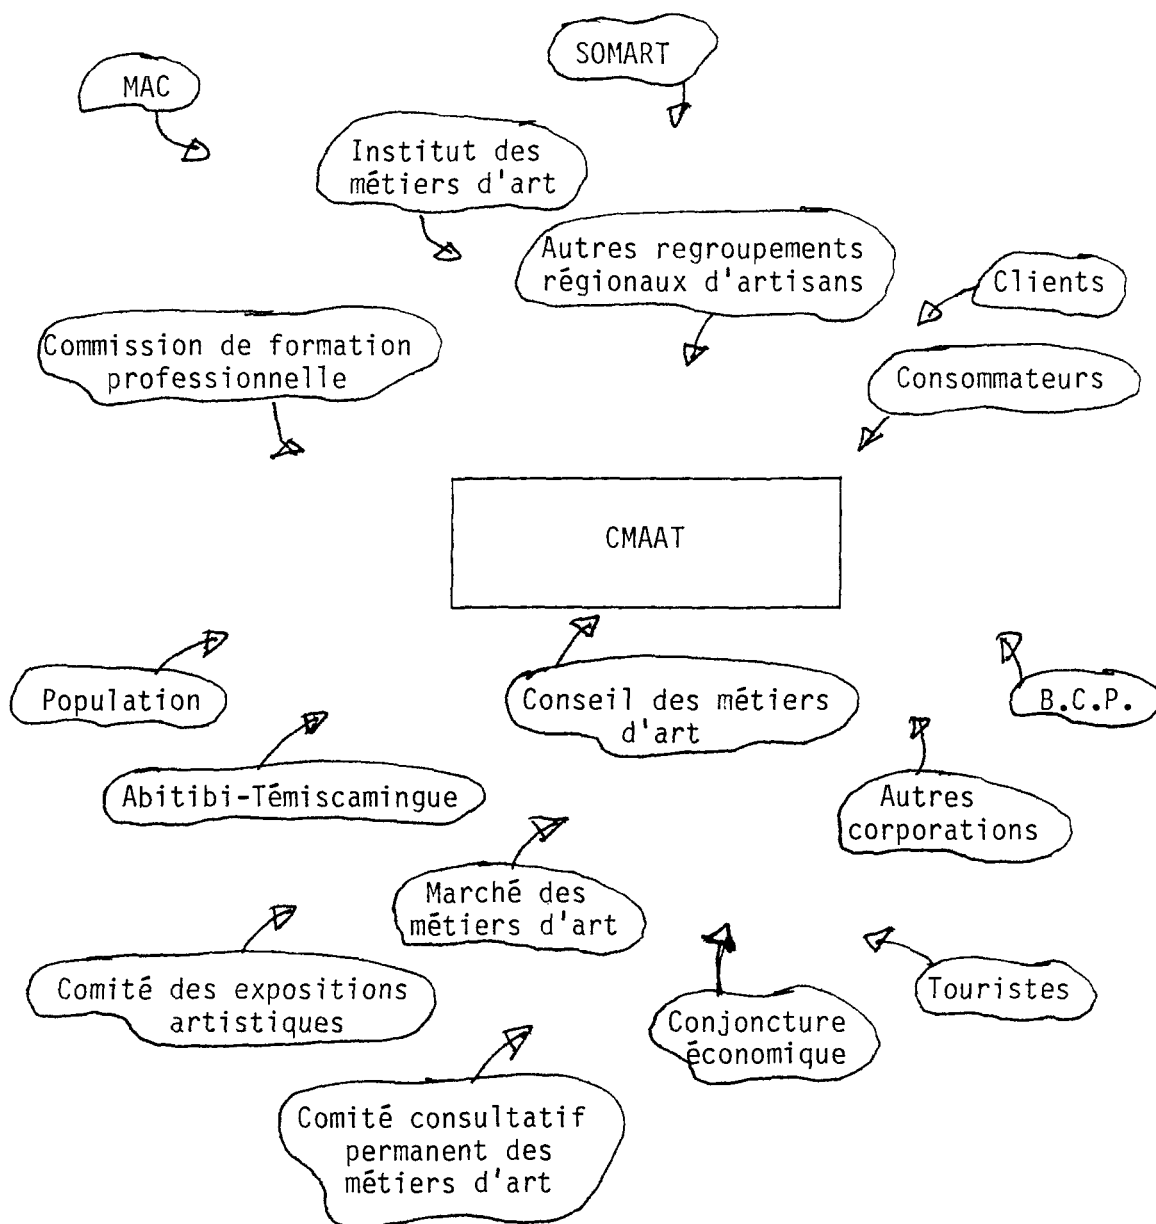 SOMART
MAC
Institut des
métiers d'art
Autres regroupements
régionaux d'artisans
Clients
Commission de formation
professionnelle
Consommateurs
CMAAT
Population
Conseil des métiers
d'art
B.C.P.
Abitibi-Témiscamingue
Autres
corporations
Marché des
métiers d'art
Comité des expositions
artistiques
Touristes
Conjoncture
économique
Comité consultatif
permanent des
métiers d'art